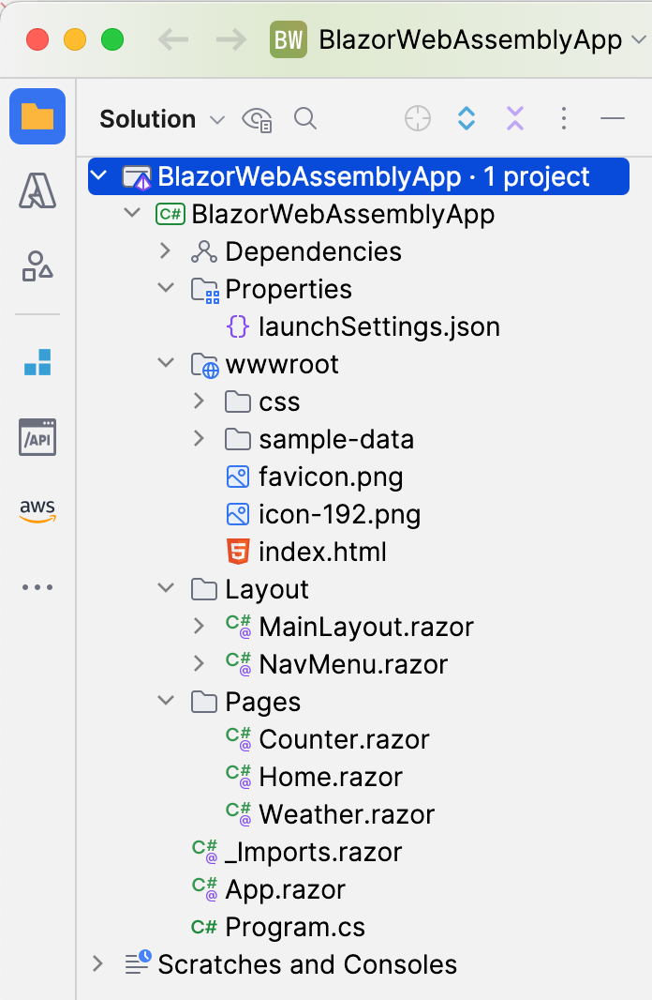 BW BlazorWebAssemblyApp
Solution
BlazorWebAssemblyApp · 1 project
C# BlazorWebAssemblyApp
Dependencies
Properties
{} launchSettings.json
wwwroot
css
sample-data
/API
favicon.png
aws
icon-192.png
5 index.html
Layout
C#@ MainLayout.razor
C#@ NavMenu.razor
Pages
C#@ Counter.razor
C#@ Home.razor
C#@ Weather.razor
C#@ _Imports.razor
C#@ App.razor
C# Program.cs
Scratches and Consoles